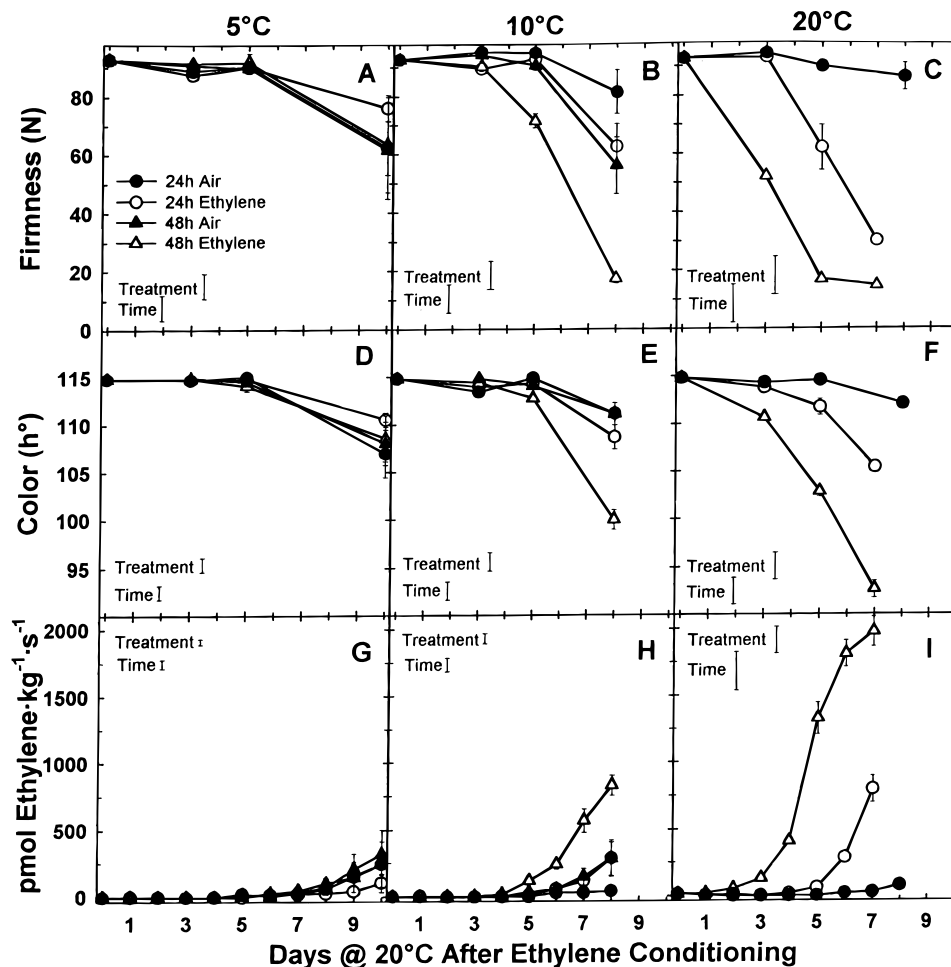 5°C 10°C 20°C
A B C
Firmness (N)
80
60
40
20
0
24h Air
24h Ethylene
48h Air
48h Ethylene
Treatment Treatment Treatment
Time Time Time
D E F
Color (h°)
115
110
105
100
95
Treatment Treatment Treatment
Time Time Time
G H I
pmol Ethylene·kg⁻¹·s⁻¹
2000
1500
1000
500
0
Treatment Treatment Treatment
Time Time Time
1 3 5 7 9 1 3 5 7 1 3 5 7 9
Days @ 20°C After Ethylene Conditioning